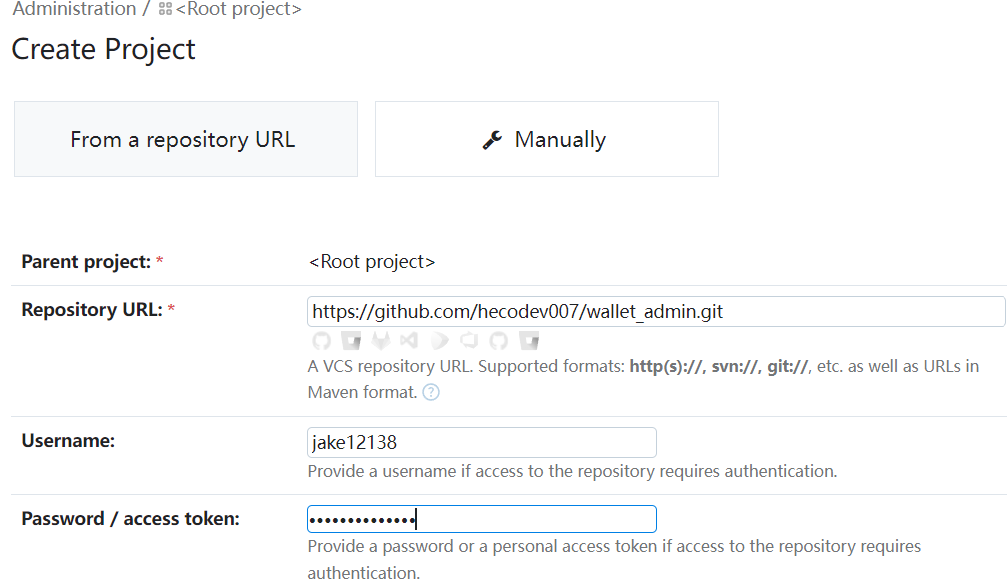 Administration / <Root project>
Create Project
From a repository URL
Manually
Parent project: *
<Root project>
Repository URL: *
https://github.com/hecodev007/wallet_admin.git
A VCS repository URL. Supported formats: http(s)://, svn://, git://, etc. as well as URLs in
Maven format. ?
Username:
jake12138
Provide a username if access to the repository requires authentication.
Password / access token:
••••••••••••••
Provide a password or a personal access token if access to the repository requires
authentication.